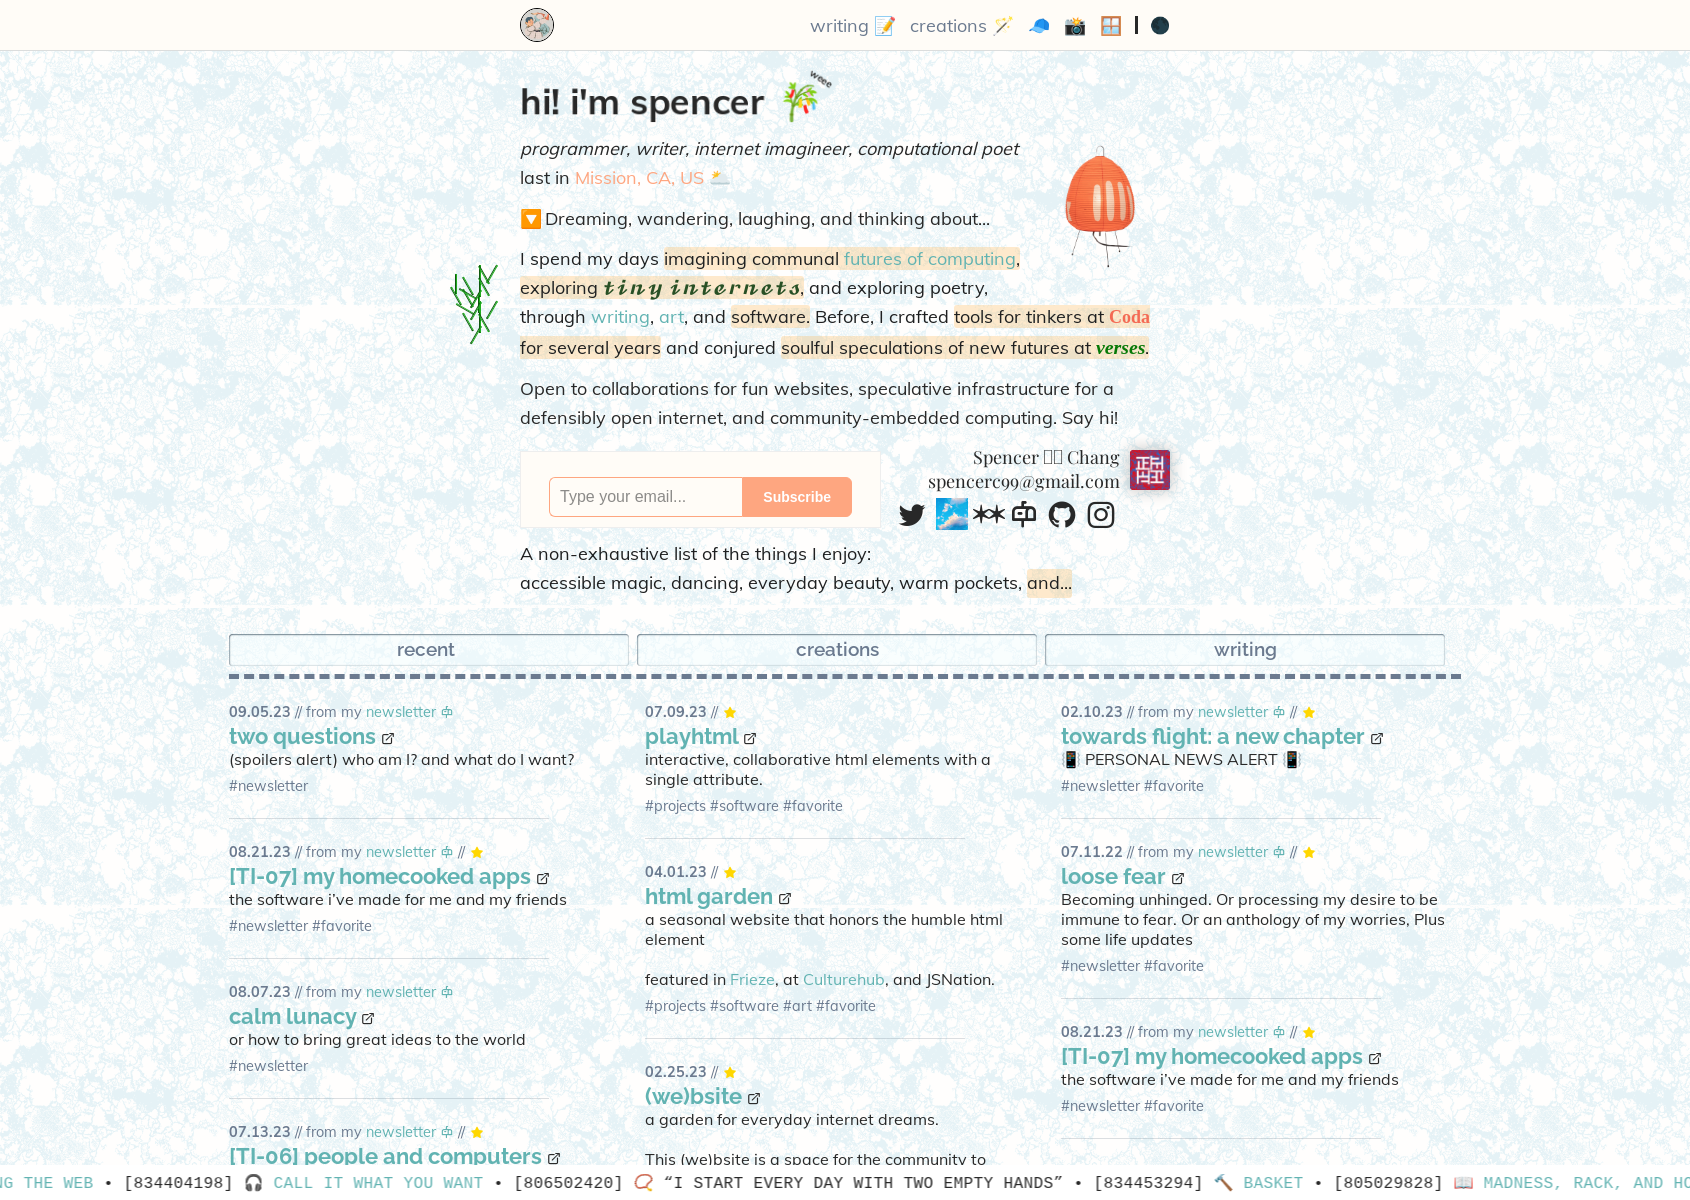 writing 📝 creations 🪄 🧢 📸 🪟 | 🌑
hi! i'm spencer
weee
programmer, writer, internet imagineer, computational poet
last in Mission, CA, US 🌥️
🔽 Dreaming, wandering, laughing, and thinking about...
I spend my days imagining communal futures of computing,
exploring tiny internets, and exploring poetry,
through writing, art, and software. Before, I crafted tools for tinkers at Coda
for several years and conjured soulful speculations of new futures at verses.
Open to collaborations for fun websites, speculative infrastructure for a
defensibly open internet, and community-embedded computing. Say hi!
Type your email... Subscribe
Spencer Chang
spencerc99@gmail.com
A non-exhaustive list of the things I enjoy:
accessible magic, dancing, everyday beauty, warm pockets, and...
recent
creations
writing
09.05.23 // from my newsletter
two questions
(spoilers alert) who am I? and what do I want?
#newsletter
08.21.23 // from my newsletter // ⭐
[TI-07] my homecooked apps
the software i've made for me and my friends
#newsletter #favorite
08.07.23 // from my newsletter
calm lunacy
or how to bring great ideas to the world
#newsletter
07.13.23 // from my newsletter // ⭐
[TI-06] people and computers
07.09.23 // ⭐
playhtml
interactive, collaborative html elements with a
single attribute.
#projects #software #favorite
04.01.23 // ⭐
html garden
a seasonal website that honors the humble html
element
featured in Frieze, at Culturehub, and JSNation.
#projects #software #art #favorite
02.25.23 // ⭐
(we)bsite
a garden for everyday internet dreams.
This (we)bsite is a space for the community to
02.10.23 // from my newsletter // ⭐
towards flight: a new chapter
📳 PERSONAL NEWS ALERT 📳
#newsletter #favorite
07.11.22 // from my newsletter // ⭐
loose fear
Becoming unhinged. Or processing my desire to be
immune to fear. Or an anthology of my worries, Plus
some life updates
#newsletter #favorite
08.21.23 // from my newsletter // ⭐
[TI-07] my homecooked apps
the software i've made for me and my friends
#newsletter #favorite
NG THE WEB • [834404198] 🎧 CALL IT WHAT YOU WANT • [806502420] 📿 “I START EVERY DAY WITH TWO EMPTY HANDS” • [834453294] 🔨 BASKET • [805029828] 📖 MADNESS, RACK, AND HO